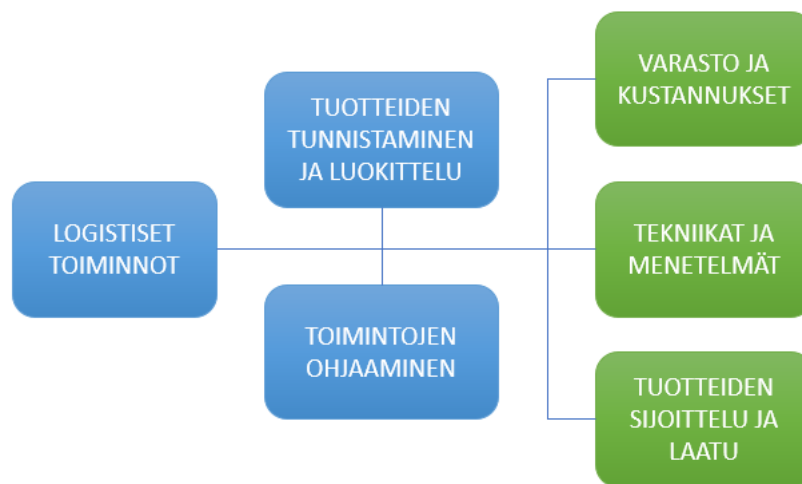 LOGISTISET
TOIMINNOT
TUOTTEIDEN
TUNNISTAMINEN
JA LUOKITTELU
TOIMINTOJEN
OHJAAMINEN
VARASTO JA
KUSTANNUKSET
TEKNIIKAT JA
MENETELMÄT
TUOTTEIDEN
SIJOITTELU JA
LAATU